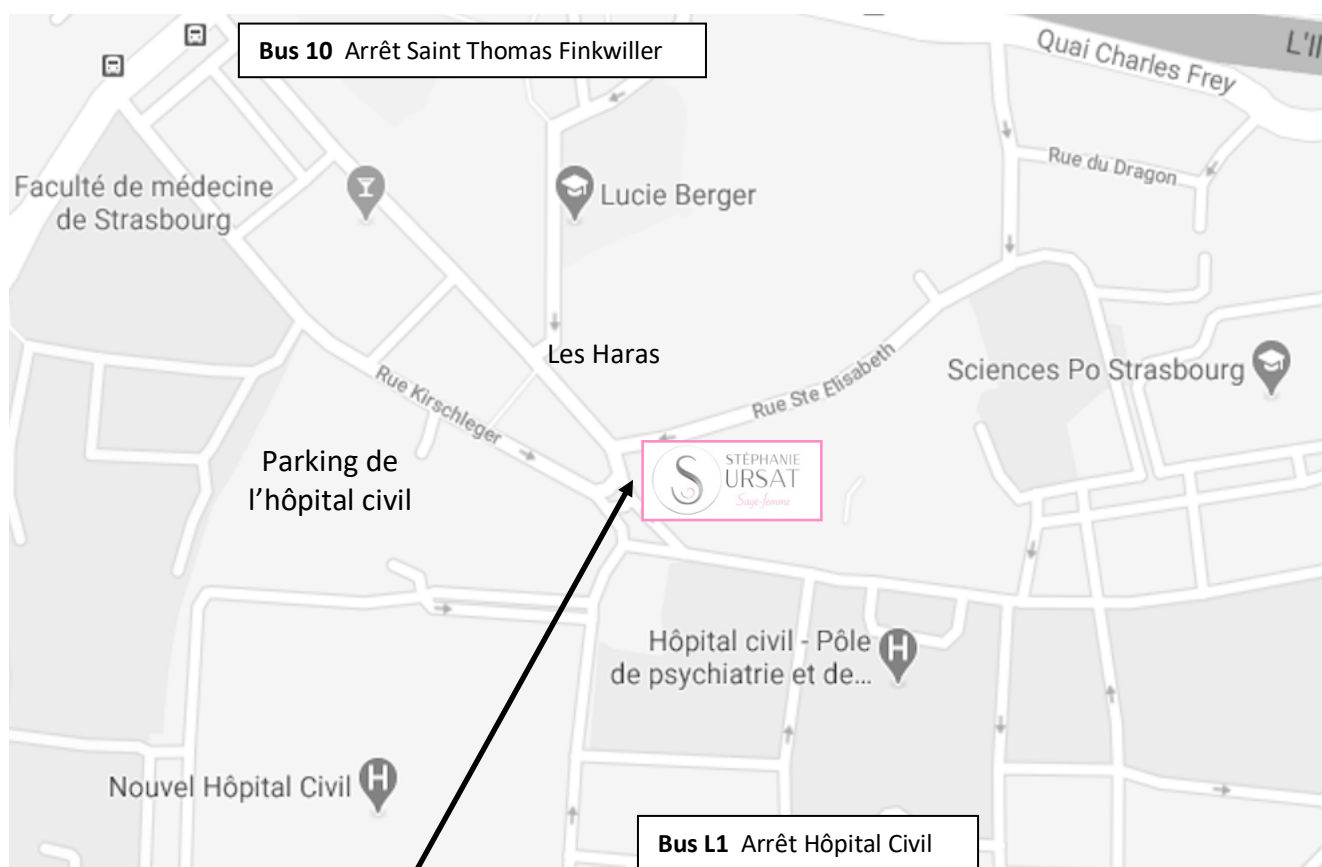 Bus 10 Arrêt Saint Thomas Finkwiller
Quai Charles Frey
L'Il
Rue du Dragon
Faculté de médecine
de Strasbourg
Lucie Berger
Les Haras
Rue Ste Elisabeth
Sciences Po Strasbourg
Rue Kirschleger
Parking de
l’hôpital civil
S
STÉPHANIE
URSAT
Sage-femme
Hôpital civil - Pôle
de psychiatrie et de...
H
Nouvel Hôpital Civil
H
Bus L1 Arrêt Hôpital Civil